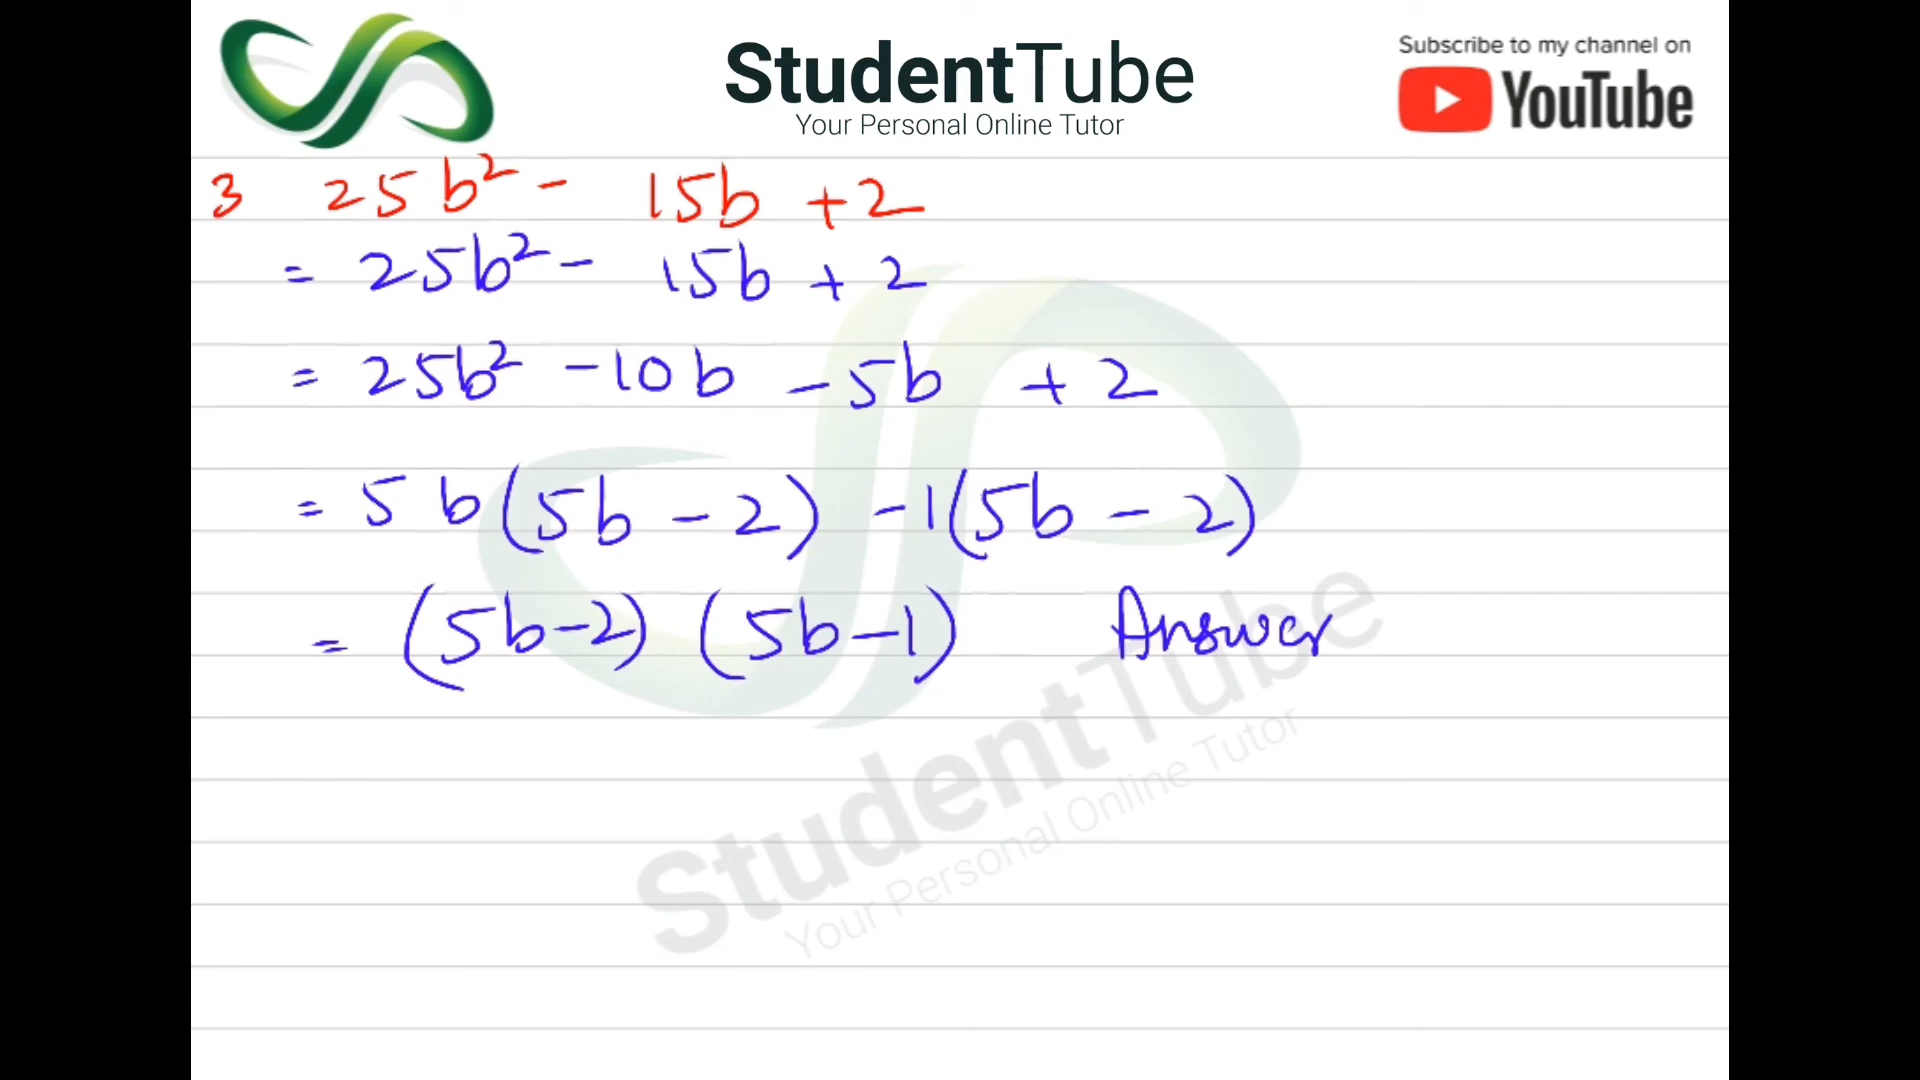 StudentTube
Your Personal Online Tutor
Subscribe to my channel on
YouTube
3 25b² - 15b + 2
= 25b² - 15b + 2
= 25b² - 10b - 5b + 2
= 5b(5b - 2) - 1(5b - 2)
= (5b-2) (5b-1) Answer
StudentTube
Your Personal Online Tutor